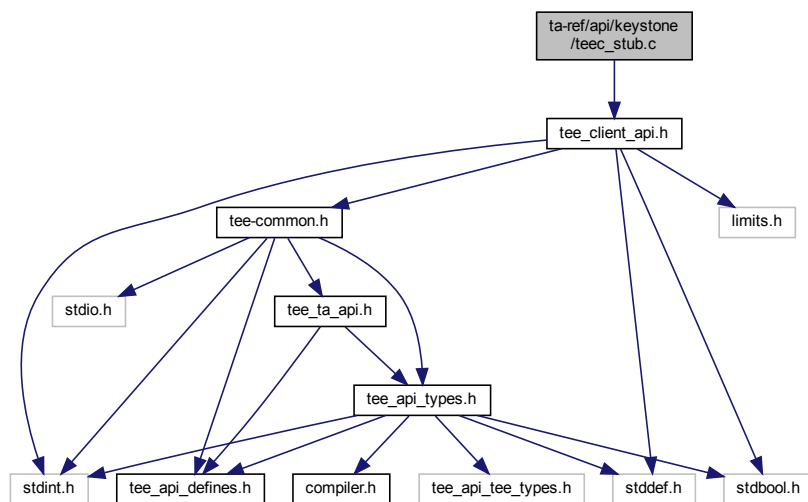 ta-ref/api/keystone
/teec_stub.c
tee_client_api.h
tee-common.h
limits.h
stdio.h
tee_ta_api.h
tee_api_types.h
stdint.h
tee_api_defines.h
compiler.h
tee_api_tee_types.h
stddef.h
stdbool.h